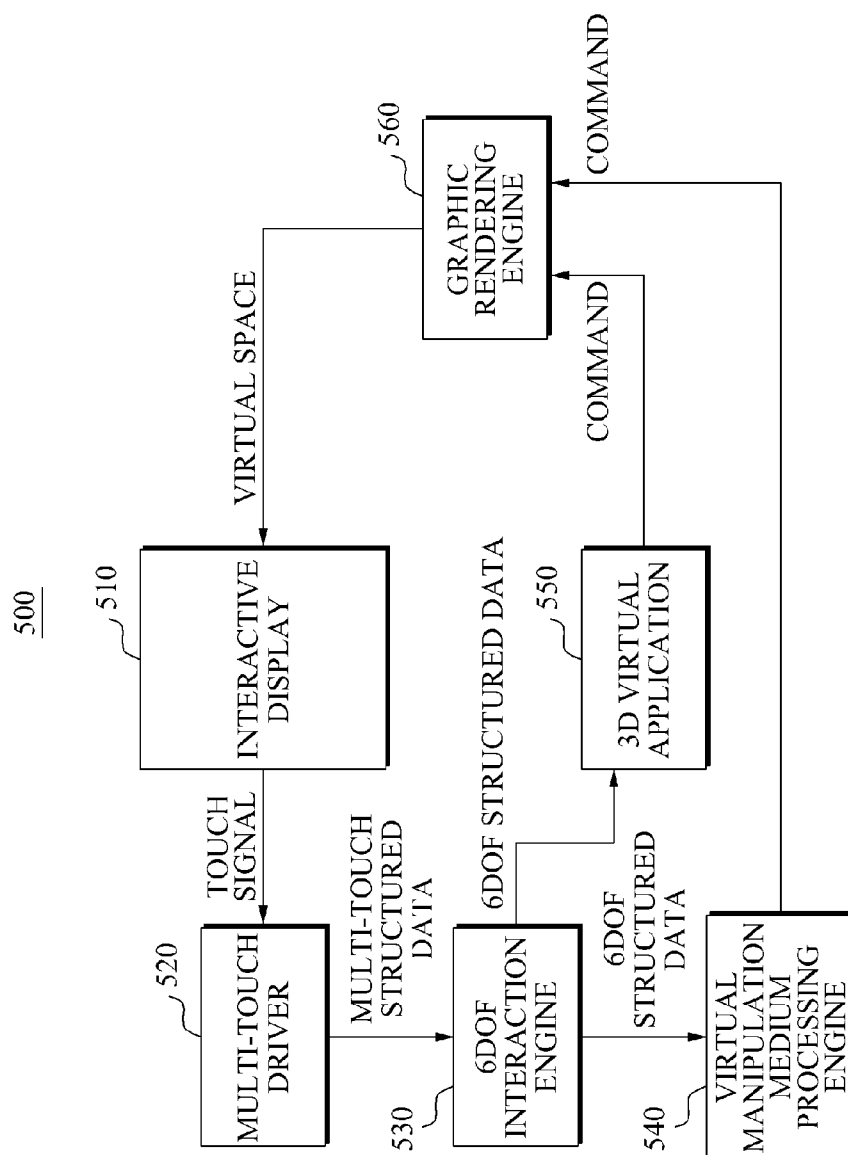 500
510
INTERACTIVE
DISPLAY
TOUCH
SIGNAL
520
MULTI-TOUCH
DRIVER
VIRTUAL SPACE
560
GRAPHIC
RENDERING
ENGINE
MULTI-TOUCH
STRUCTURED
DATA
530
6DOF
INTERACTION
ENGINE
6DOF STRUCTURED DATA
550
3D VIRTUAL
APPLICATION
COMMAND
6DOF
STRUCTURED
DATA
540
VIRTUAL
MANIPULATION
MEDIUM
PROCESSING
ENGINE
COMMAND